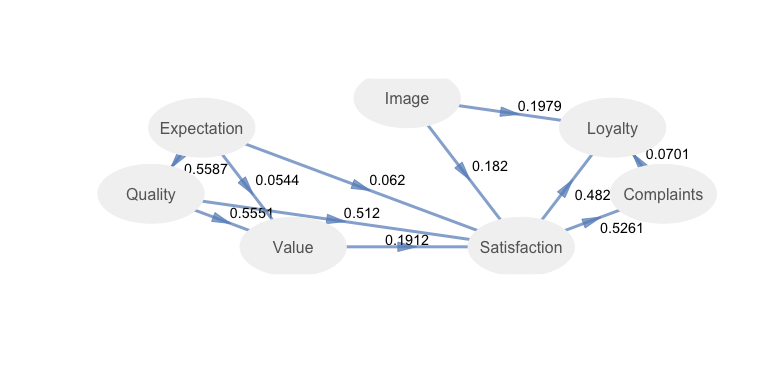 Image
0.1979
Expectation
Loyalty
0.0701
0.5587
0.182
0.0544
0.062
Quality
0.482
Complaints
0.5551
0.512
0.5261
0.1912
Value
Satisfaction